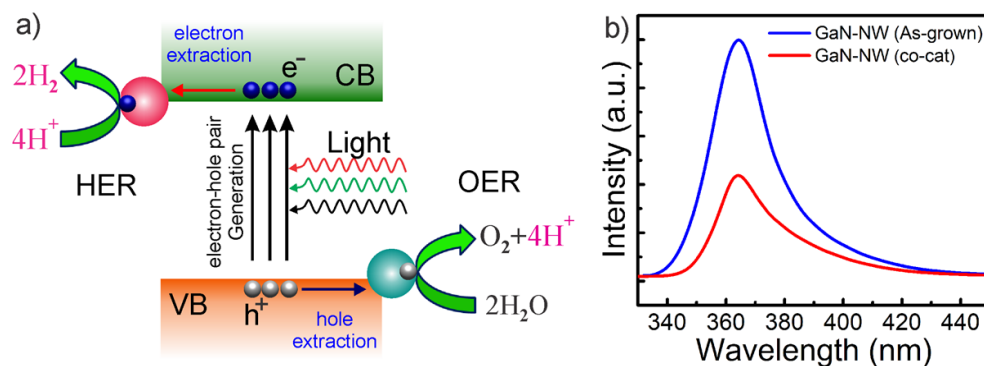 a)
electron
extraction
e⁻
CB
2H₂
4H⁺
HER
electron-hole pair
Generation
Light
OER
O₂+4H⁺
2H₂O
VB
h⁺
hole
extraction
b)
GaN-NW (As-grown)
GaN-NW (co-cat)
Intensity (a.u.)
340 360 380 400 420 440
Wavelength (nm)